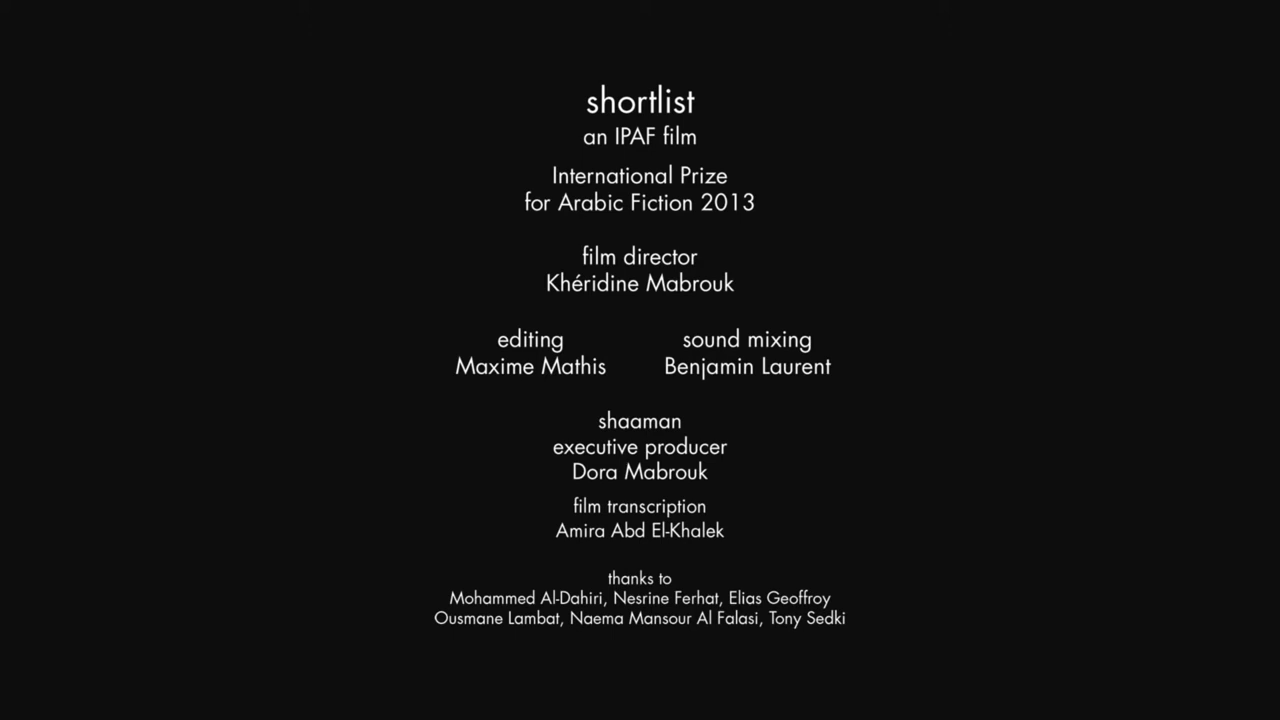 shortlist
an IPAF film
International Prize
for Arabic Fiction 2013
film director
Khéridine Mabrouk
editing
Maxime Mathis
sound mixing
Benjamin Laurent
shaaman
executive producer
Dora Mabrouk
film transcription
Amira Abd El-Khalek
thanks to
Mohammed Al-Dahiri, Nesrine Ferhat, Elias Geoffroy
Ousmane Lambat, Naema Mansour Al Falasi, Tony Sedki